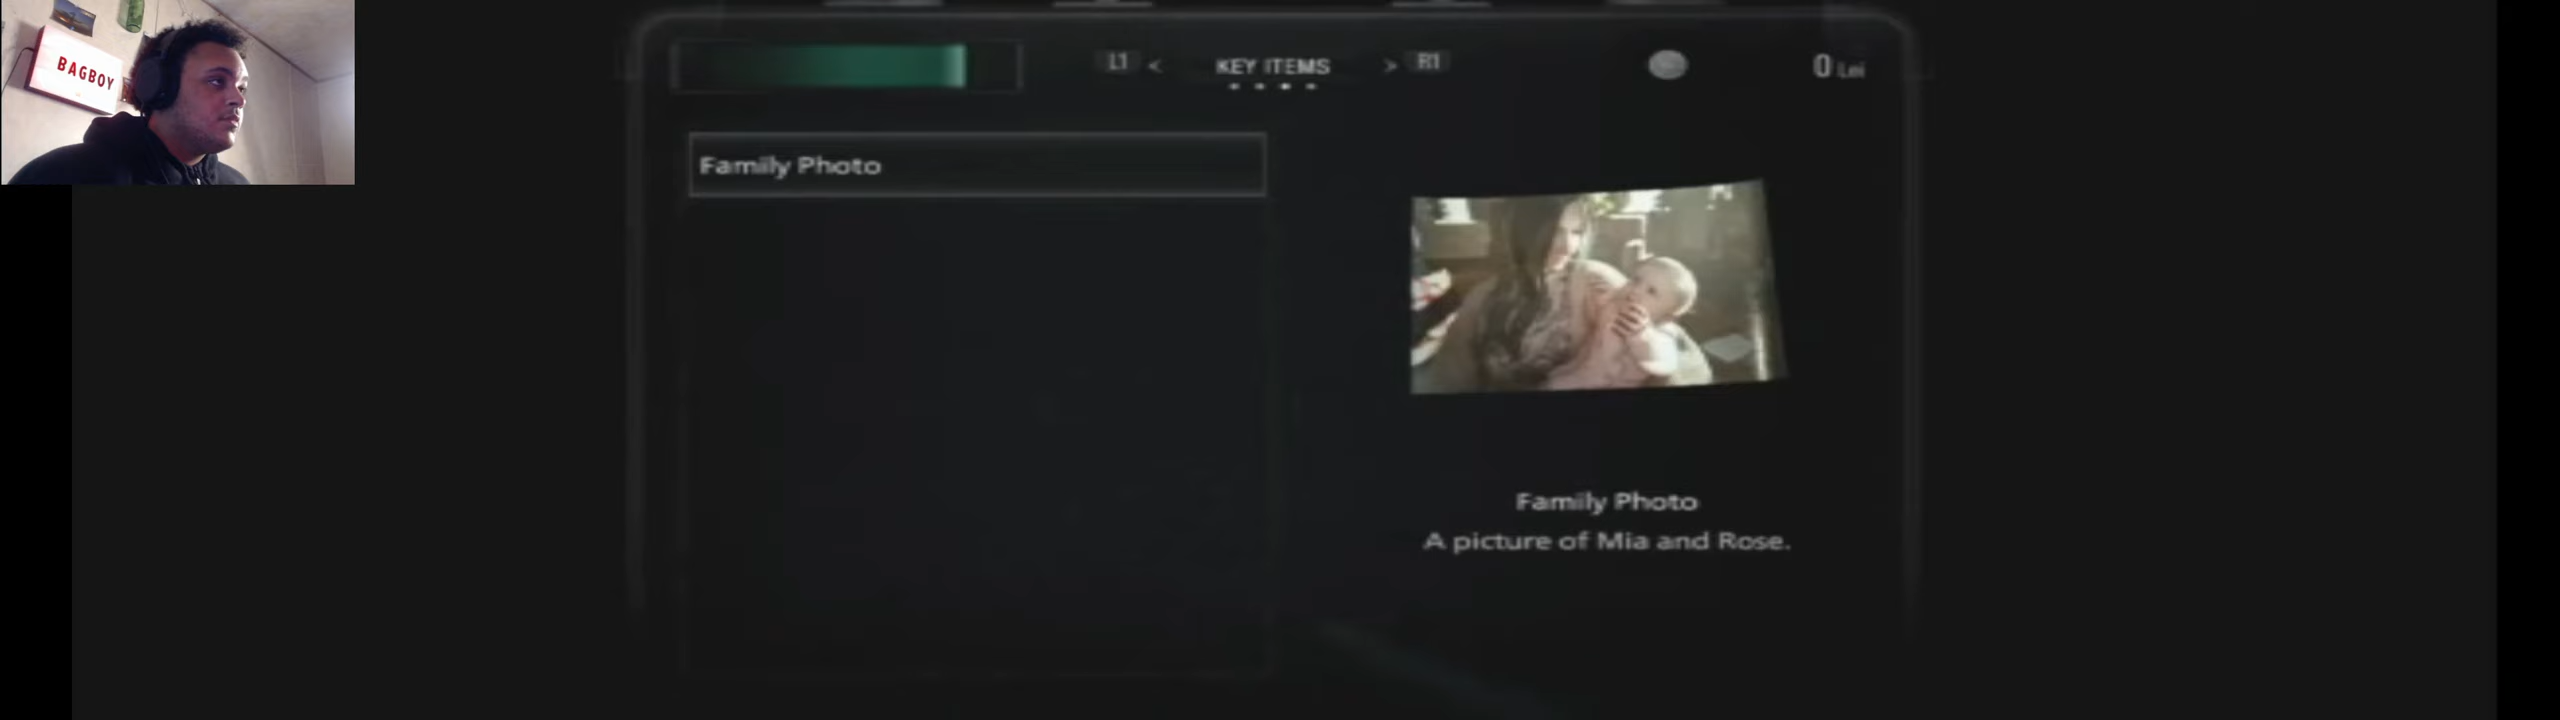 BAGBOY
L1 < KEY ITEMS > R1
0 Lei
Family Photo
Family Photo
A picture of Mia and Rose.